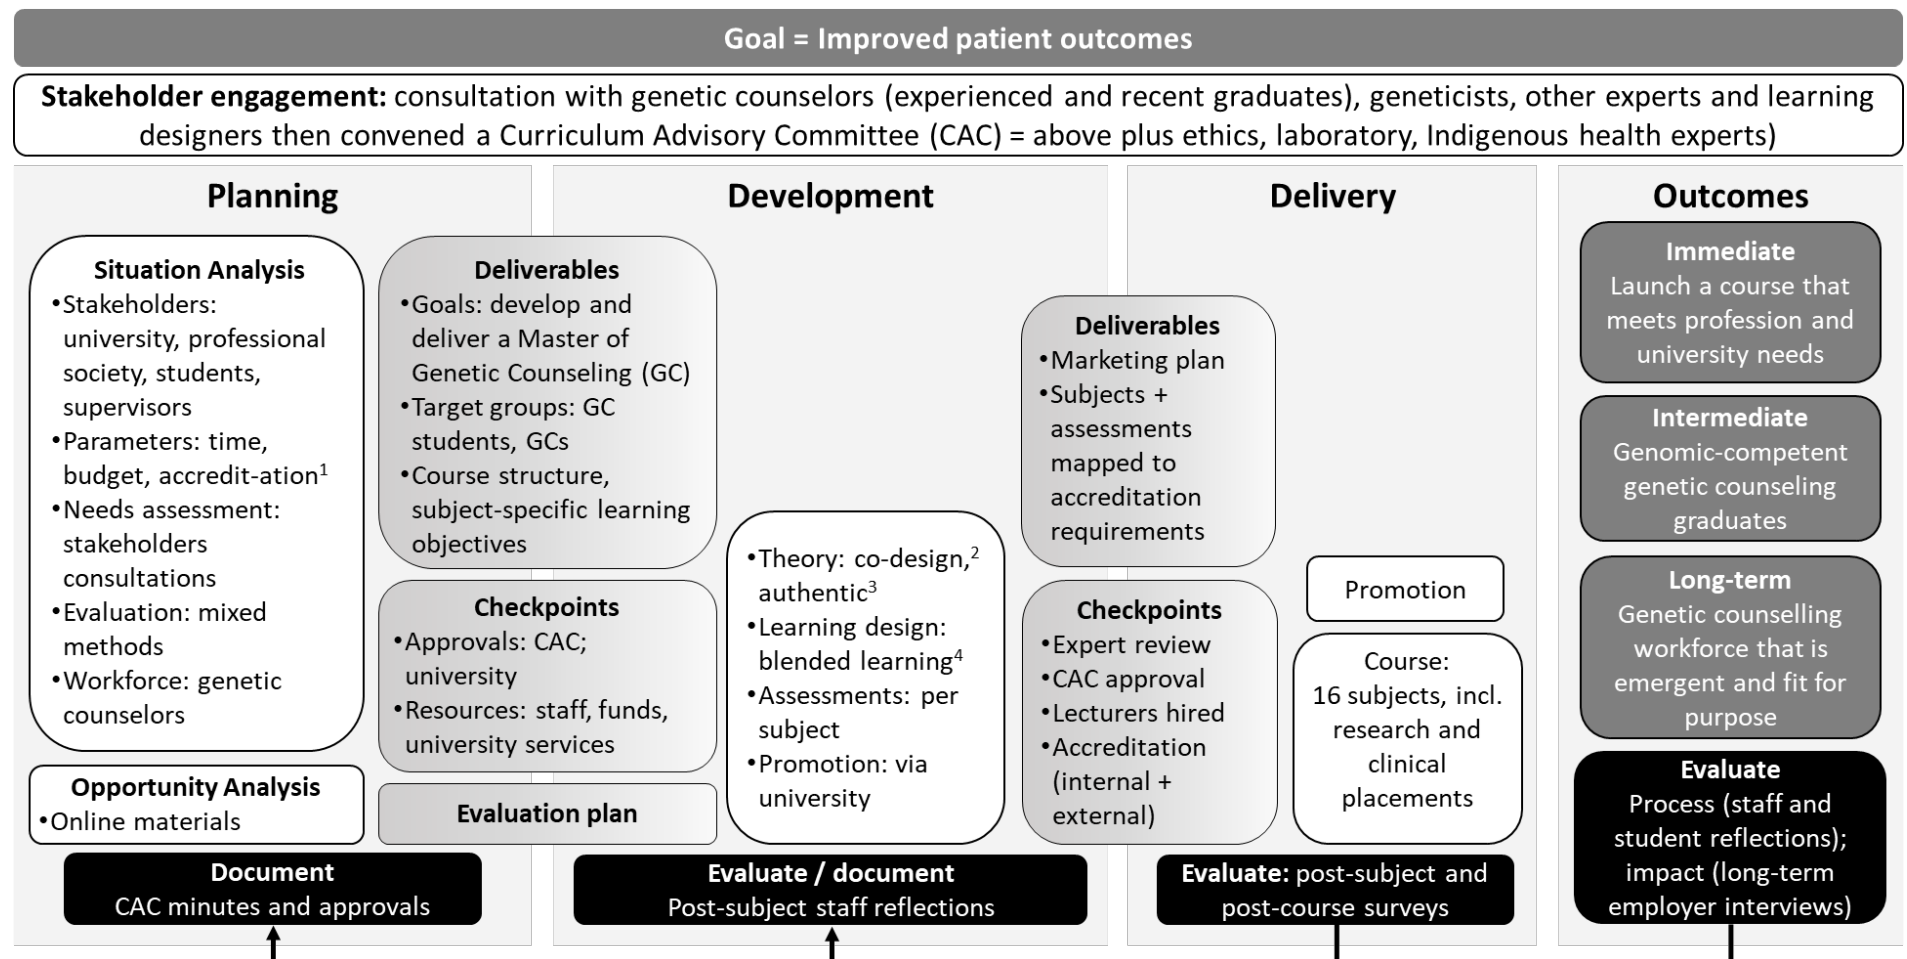 Goal = Improved patient outcomes
Stakeholder engagement: consultation with genetic counselors (experienced and recent graduates), geneticists, other experts and learning
designers then convened a Curriculum Advisory Committee (CAC) = above plus ethics, laboratory, Indigenous health experts)
Planning
Situation Analysis
•Stakeholders:
university, professional
society, students,
supervisors
•Parameters: time,
budget, accredit-ation¹
•Needs assessment:
stakeholders
consultations
•Evaluation: mixed
methods
•Workforce: genetic
counselors
Opportunity Analysis
•Online materials
Document
CAC minutes and approvals
Deliverables
•Goals: develop and
deliver a Master of
Genetic Counseling (GC)
•Target groups: GC
students, GCs
•Course structure,
subject-specific learning
objectives
Checkpoints
•Approvals: CAC;
university
•Resources: staff, funds,
university services
Evaluation plan
Development
•Theory: co-design,²
authentic³
•Learning design:
blended learning⁴
•Assessments: per
subject
•Promotion: via
university
Evaluate / document
Post-subject staff reflections
Deliverables
•Marketing plan
•Subjects +
assessments
mapped to
accreditation
requirements
Checkpoints
•Expert review
•CAC approval
•Lecturers hired
•Accreditation
(internal +
external)
Delivery
Promotion
Course:
16 subjects, incl.
research and
clinical
placements
Evaluate: post-subject and
post-course surveys
Outcomes
Immediate
Launch a course that
meets profession and
university needs
Intermediate
Genomic-competent
genetic counseling
graduates
Long-term
Genetic counselling
workforce that is
emergent and fit for
purpose
Evaluate
Process (staff and
student reflections);
impact (long-term
employer interviews)